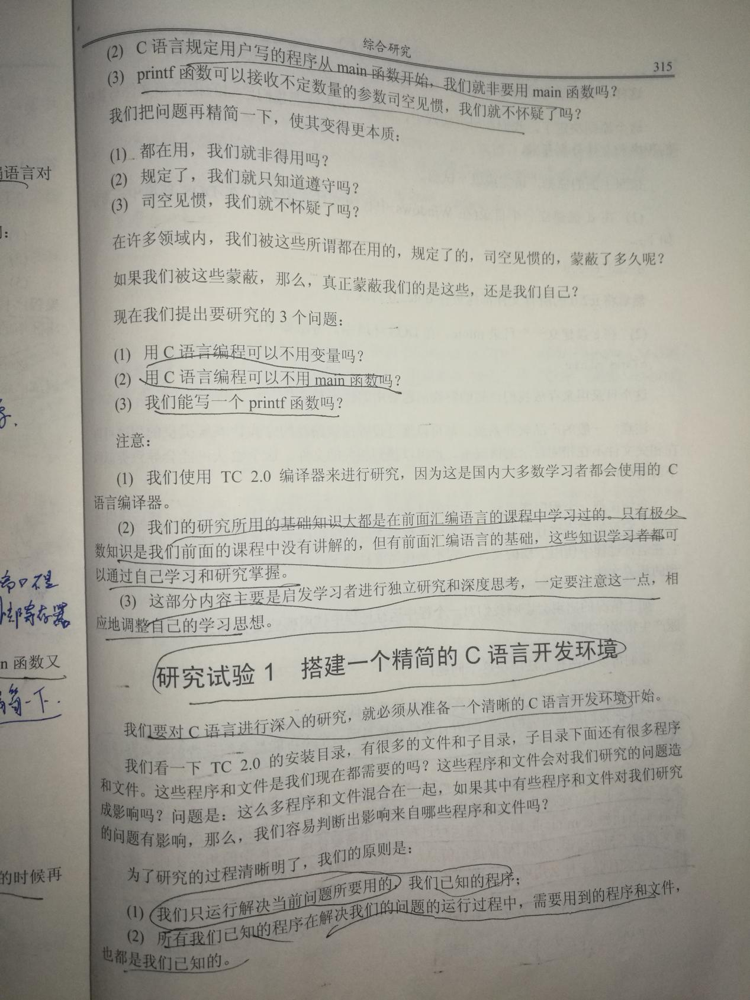 综合研究
315
(2) C 语言规定用户写的程序从 main 函数开始，我们就非要用 main 函数吗？
(3) printf 函数可以接收不定数量的参数司空见惯，我们就不怀疑了吗？
我们把问题再精简一下，使其变得更本质：
(1) 都在用，我们就非得用吗？
(2) 规定了，我们就只知道遵守吗？
(3) 司空见惯，我们就不怀疑了吗？
在许多领域内，我们被这些所谓都在用的，规定了的，司空见惯的，蒙蔽了多久呢？
如果我们被这些蒙蔽，那么，真正蒙蔽我们的是这些，还是我们自己？
现在我们提出要研究的 3 个问题：
(1) 用 C 语言编程可以不用变量吗？
(2) 用 C 语言编程可以不用 main 函数吗？
(3) 我们能写一个 printf 函数吗？
注意：
(1) 我们使用 TC 2.0 编译器来进行研究，因为这是国内大多数学习者都会使用的 C
语言编译器。
(2) 我们的研究所用的基础知识大都是在前面汇编语言的课程中学习过的。只有极少
数知识是我们前面的课程中没有讲解的，但有前面汇编语言的基础，这些知识学习者都可
以通过自己学习和研究掌握。
(3) 这部分内容主要是启发学习者进行独立研究和深度思考，一定要注意这一点，相
应地调整自己的学习思想。
研究试验 1 搭建一个精简的 C 语言开发环境
我们要对 C 语言进行深入的研究，就必须从准备一个清晰的 C 语言开发环境开始。
我们看一下 TC 2.0 的安装目录，有很多的文件和子目录，子目录下面还有很多程序
和文件。这些程序和文件是我们现在都需要的吗？这些程序和文件会对我们研究的问题造
成影响吗？问题是：这么多程序和文件混合在一起，如果其中有些程序和文件对我们研究
的问题有影响，那么，我们容易判断出影响来自哪些程序和文件吗？
为了研究的过程清晰明了，我们的原则是：
(1) 我们只运行解决当前问题所要用的，我们已知的程序；
(2) 所有我们已知的程序在解决我们的问题的运行过程中，需要用到的程序和文件，
也都是我们已知的。
语言对
n 函数又
一下.
的时候再